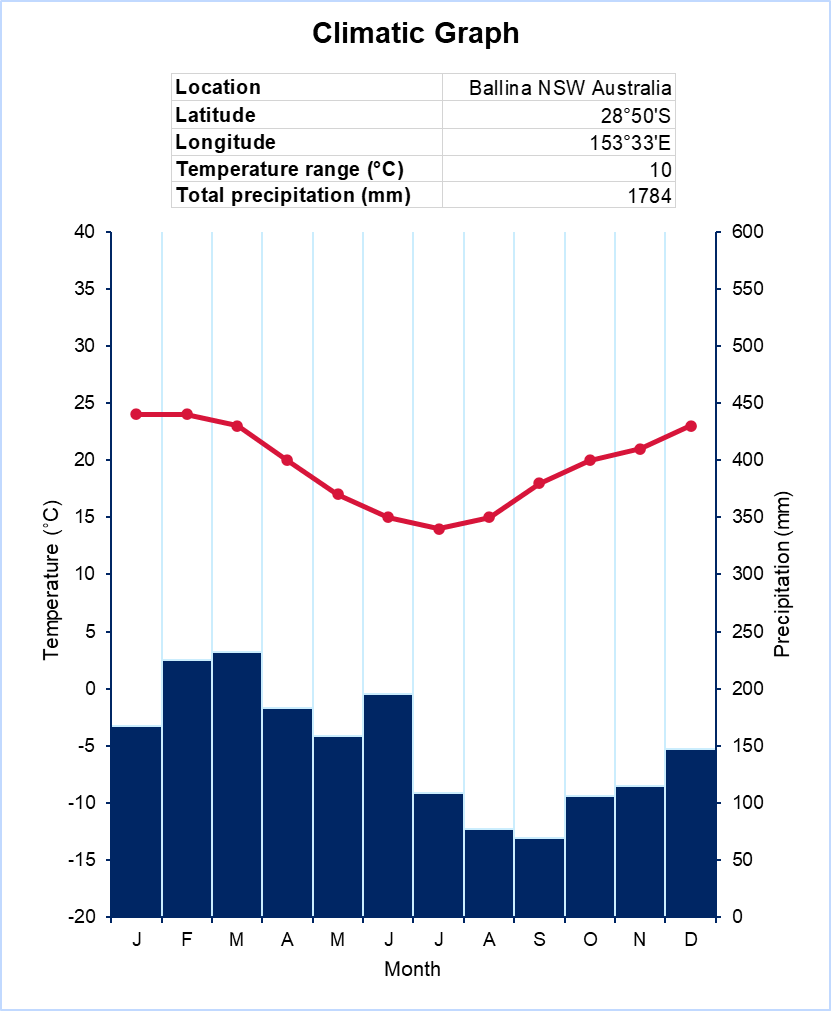 Climatic Graph
Location Ballina NSW Australia
Latitude 28°50'S
Longitude 153°33'E
Temperature range (°C) 10
Total precipitation (mm) 1784
40 600
35 550
30 500
25 450
20 400
15 350
10 300
5 250
0 200
-5 150
-10 100
-15 50
-20 0
Temperature (˚C)
Precipitation (mm)
J F M A M J J A S O N D
Month